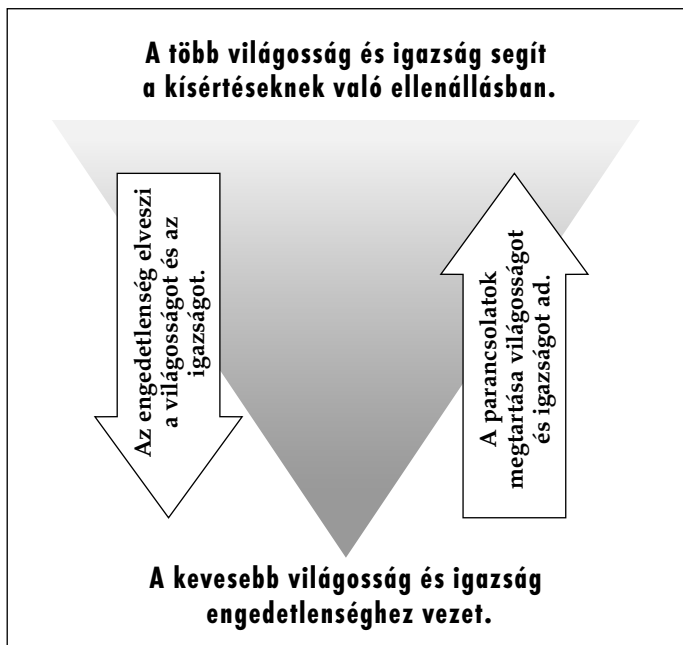 A több világosság és igazság segít
a kísértéseknek való ellenállásban.
Az engedetlenség elveszi
a világosságot és az
igazságot.
A parancsolatok
megtartása világosságot
és igazságot ad.
A kevesebb világosság és igazság
engedetlenséghez vezet.